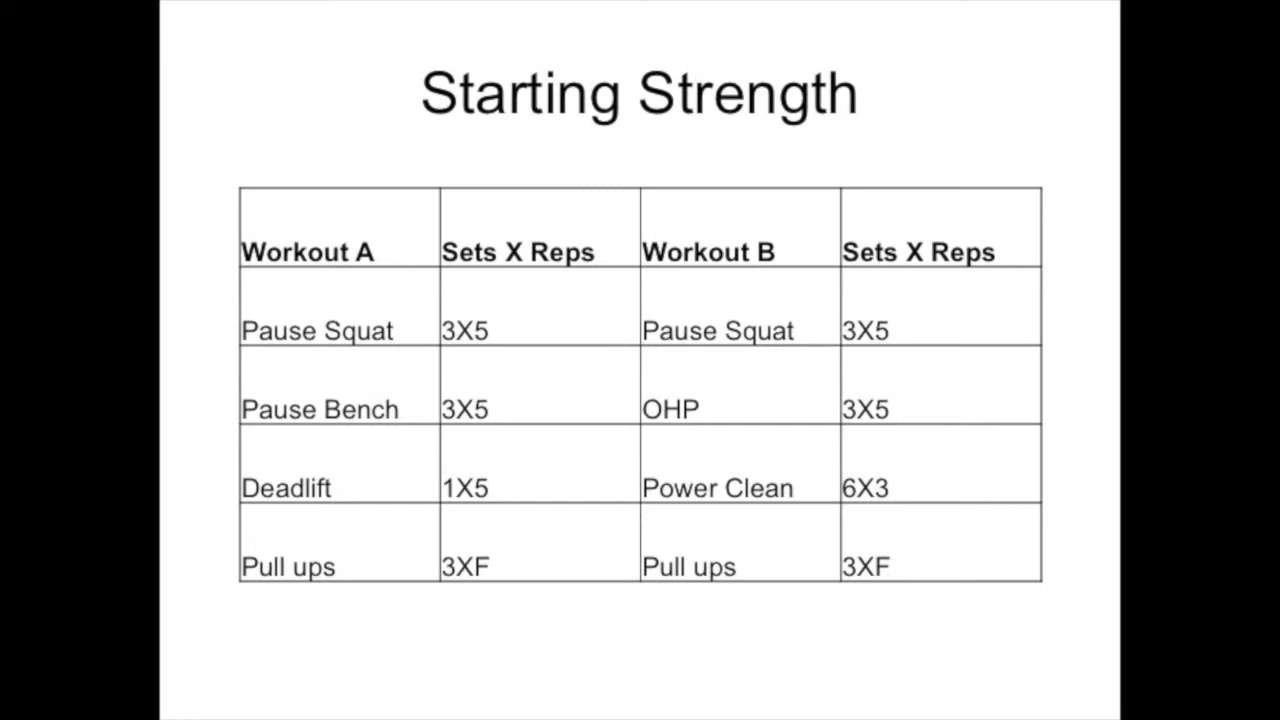 Starting Strength
Workout A Sets X Reps Workout B Sets X Reps
Pause Squat 3X5 Pause Squat 3X5
Pause Bench 3X5 OHP 3X5
Deadlift 1X5 Power Clean 6X3
Pull ups 3XF Pull ups 3XF